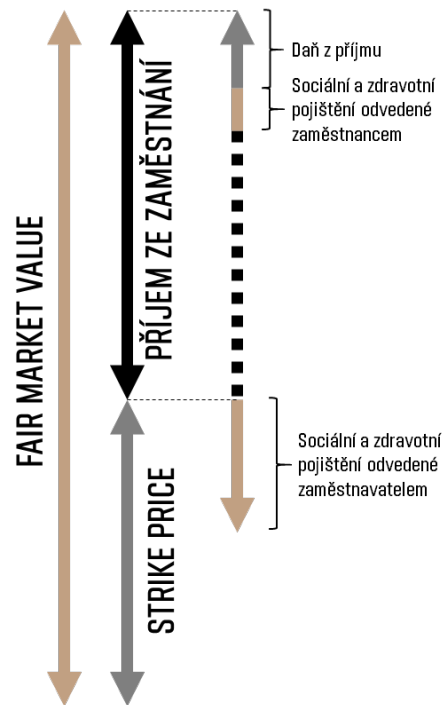 FAIR MARKET VALUE
PŘÍJEM ZE ZAMĚSTNÁNÍ
STRIKE PRICE
Daň z příjmu
Sociální a zdravotní
pojištění odvedené
zaměstnancem
Sociální a zdravotní
pojištění odvedené
zaměstnavatelem